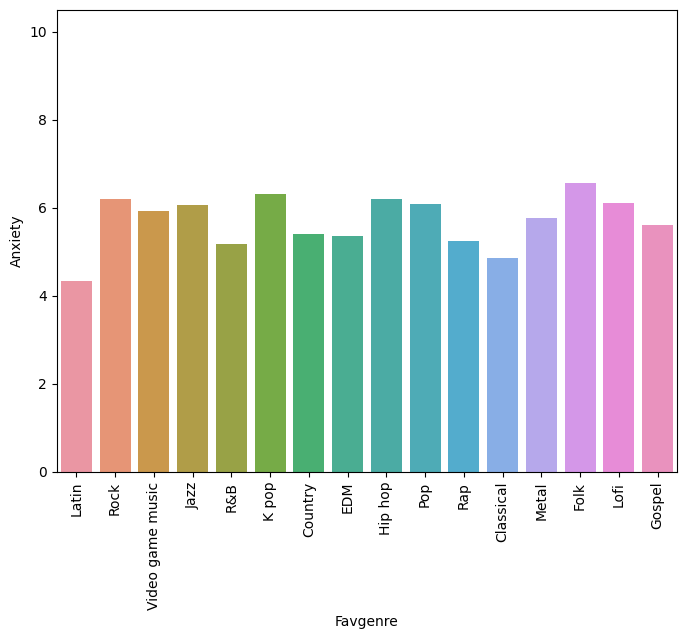 10
8
6
4
2
0
Anxiety
Latin
Rock
Video game music
Jazz
R&B
K pop
Country
EDM
Hip hop
Pop
Rap
Classical
Metal
Folk
Lofi
Gospel
Favgenre